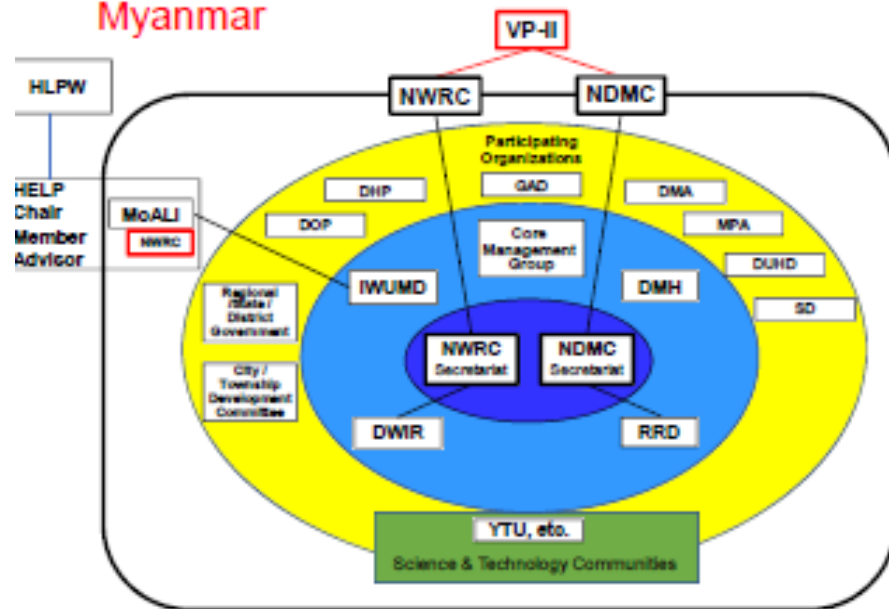 Myanmar
VP-II
HLPW
NWRC
NDMC
Participating
Organizations
DHP
GAD
DMA
HELP
Chair
Member
Advisor
MoALI
NWRC
DOP
MPA
Core
Management
Group
DUHD
IWUMD
DMH
SD
Regional
/State /
District
Government
NWRC
Secretariat
NDMC
Secretariat
City /
Township
Development
Committee
DWIR
RRD
YTU, etc.
Science & Technology Communities